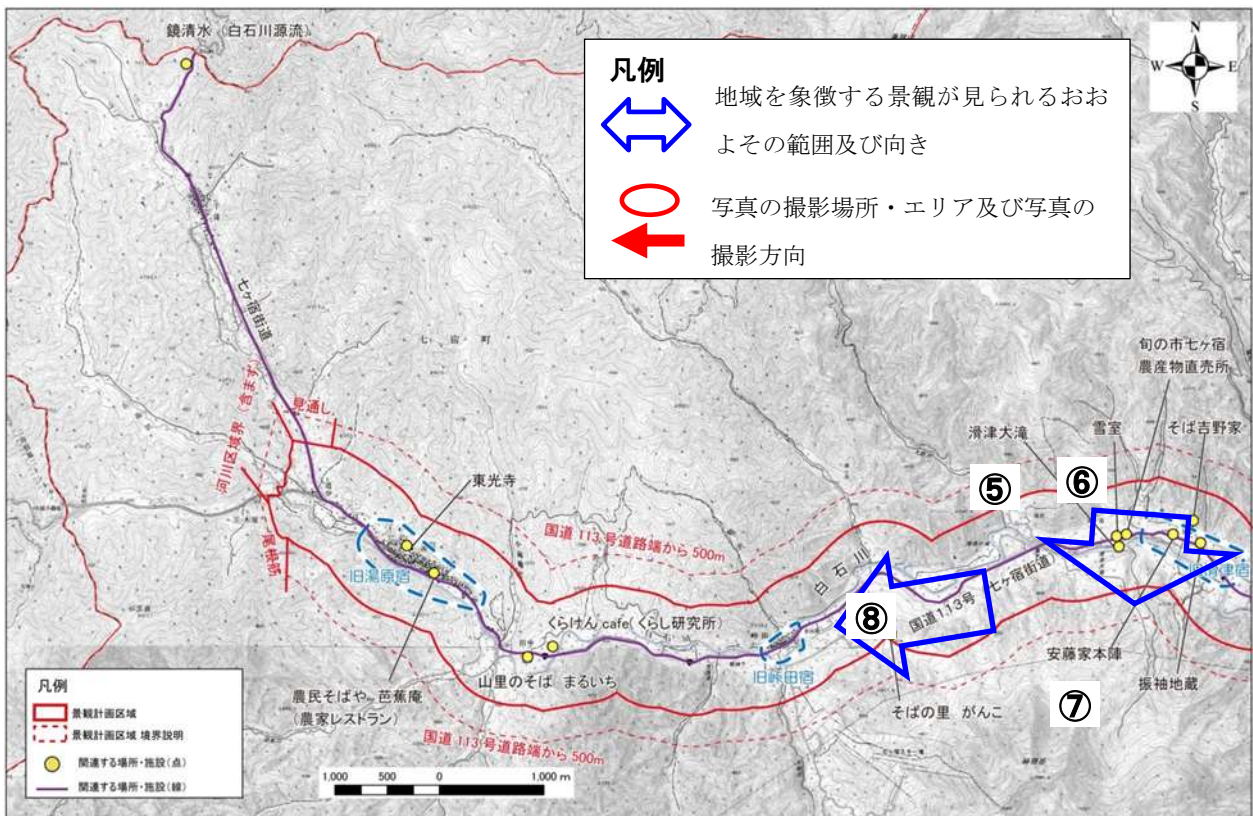 鏡清水（白石川源流）
N
W
E
S
凡例
地域を象徴する景観が見られるおお
よその範囲及び向き
写真の撮影場所・エリア及び写真の
撮影方向
七ヶ宿街道
七ヶ宿町
旬の市七ヶ宿
農産物直売所
滑津大滝
雪室
そば吉野家
河川区域界（含まず）
見通し
⑤
⑥
東光寺
尾根筋
国道113号道路端から500m
旧湯原宿
白石川
国道113号（七ヶ宿街道）
旧滑津宿
⑧
くらけん cafe（くらし研究所）
旧峠田宿
安藤家本陣
振袖地蔵
⑦
農民そばや 芭蕉庵
（農家レストラン）
山里のそば まるいち
そばの里 がんこ
国道113号道路端から500m
凡例
景観計画区域
景観計画区域 境界説明
関連する場所・施設（点）
関連する場所・施設（線）
1,000 500 0 1,000 m